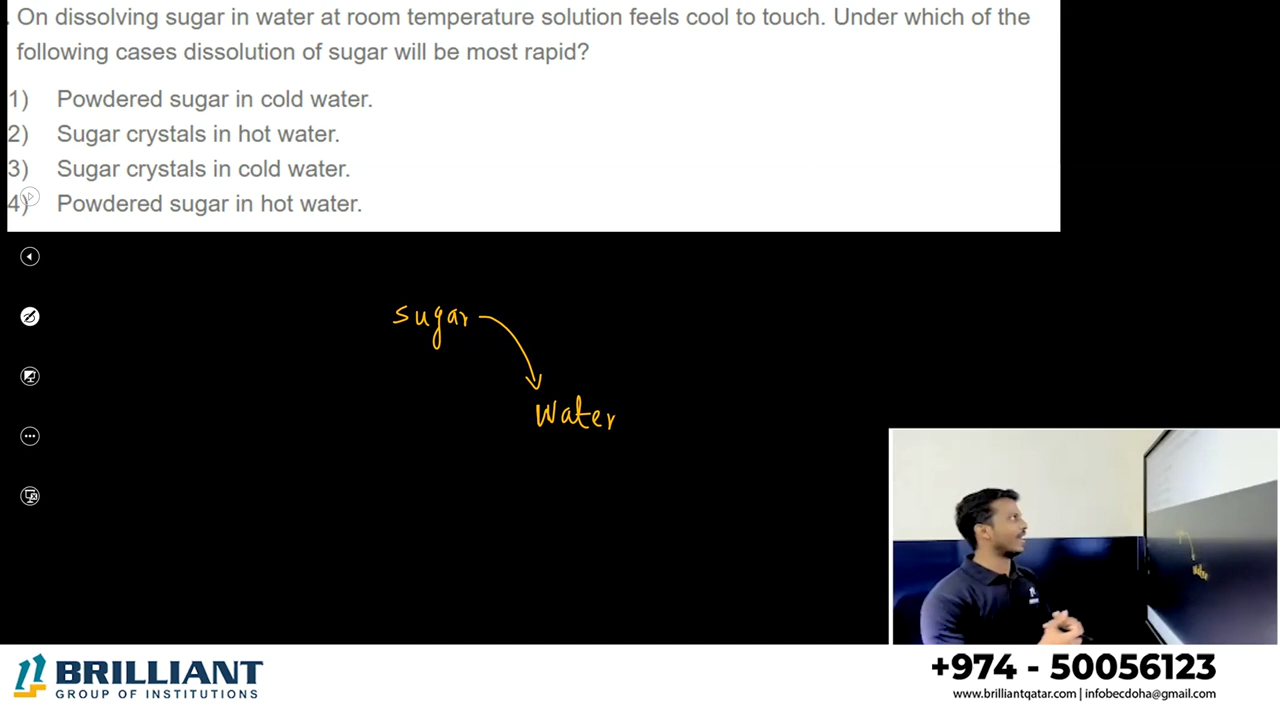 . On dissolving sugar in water at room temperature solution feels cool to touch. Under which of the
following cases dissolution of sugar will be most rapid?
1) Powdered sugar in cold water.
2) Sugar crystals in hot water.
3) Sugar crystals in cold water.
4) Powdered sugar in hot water.
sugar
Water
Water
BRILLIANT
GROUP OF INSTITUTIONS
+974 - 50056123
www.brilliantqatar.com | infobecdoha@gmail.com